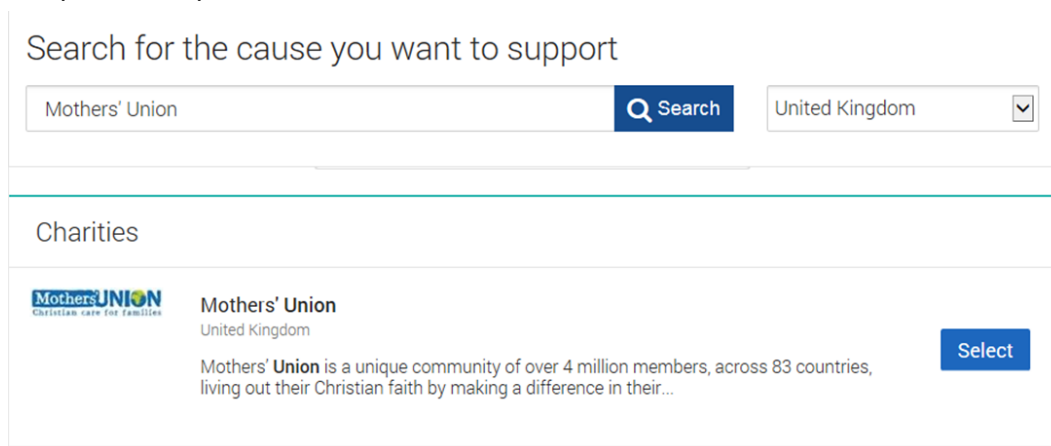 Search for the cause you want to support
Mothers' Union
Search
United Kingdom
Charities
Mothers' UNION
Christian care for families
Mothers' Union
United Kingdom
Select
Mothers' Union is a unique community of over 4 million members, across 83 countries,
living out their Christian faith by making a difference in their...